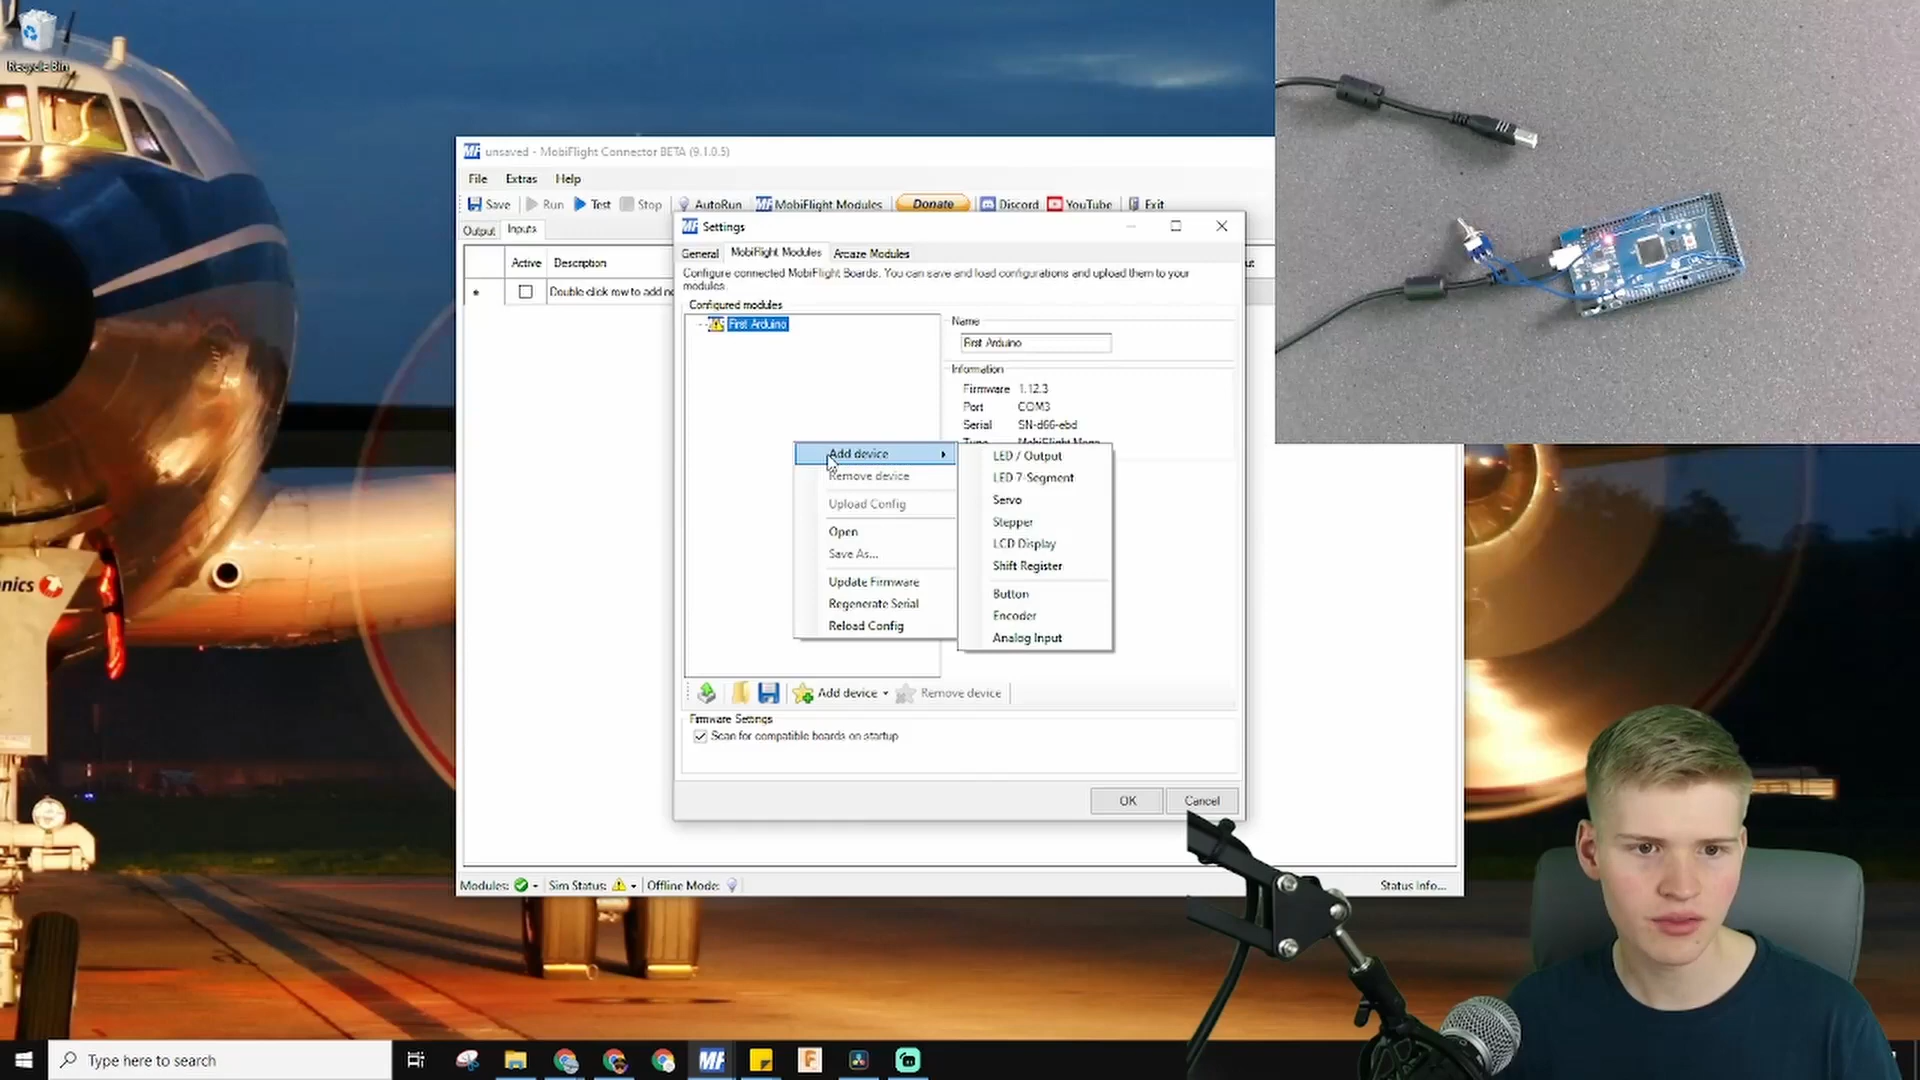 Recycle Bin
unsaved - MobiFlight Connector BETA (9.1.0.5)
File Extras Help
Save Run Test Stop AutoRun MobiFlight Modules Donate Discord YouTube Exit
Output Inputs
Active Description
Double click row to add
Settings
General MobiFlight Modules Arcaze Modules
Configure connected MobiFlight Boards. You can save and load configurations and upload them to your
modules.
Configured modules
First Arduino
Name
First Arduino
Information
Firmware 1.12.3
Port COM3
Serial SN-d66-ebd
Type MobiFlight Mega
Add device
Remove device
Upload Config
Open
Save As...
Update Firmware
Regenerate Serial
Reload Config
LED / Output
LED 7-Segment
Servo
Stepper
LCD Display
Shift Register
Button
Encoder
Analog Input
Add device Remove device
Firmware Settings
Scan for compatible boards on startup
OK Cancel
Modules: Sim Status: Offline Mode: Status Info...
Type here to search